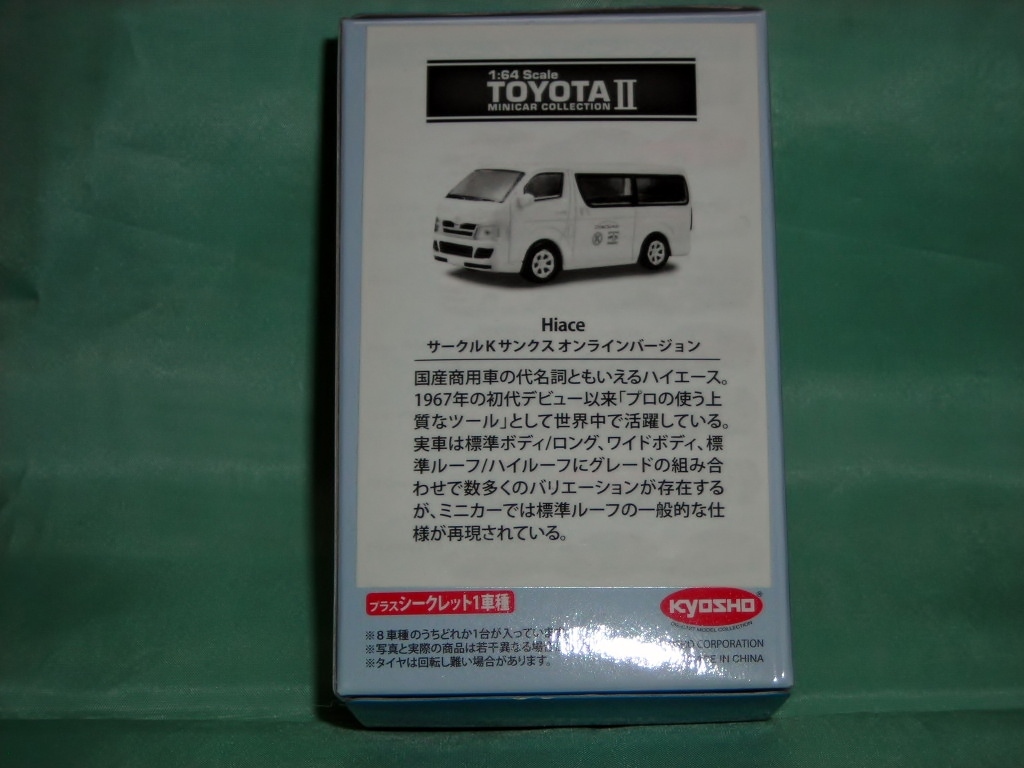 1:64 Scale
TOYOTA II
MINICAR COLLECTION
Hiace
サークルKサンクス オンラインバージョン
国産商用車の代名詞ともいえるハイエース。
1967年の初代デビュー以来「プロの使う上
質なツール」として世界中で活躍している。
実車は標準ボディ/ロング、ワイドボディ、標
準ルーフ/ハイルーフにグレードの組み合
わせで数多くのバリエーションが存在する
が、ミニカーでは標準ルーフの一般的な仕
様が再現されている。
プラスシークレット1車種
KYOSHO
®
DIE-CAST MODEL COLLECTION
※8車種のうちどれか1台が入っています
※写真と実際の商品は若干異なる場合
※タイヤは回転し難い場合があります。
CORPORATION
IN CHINA